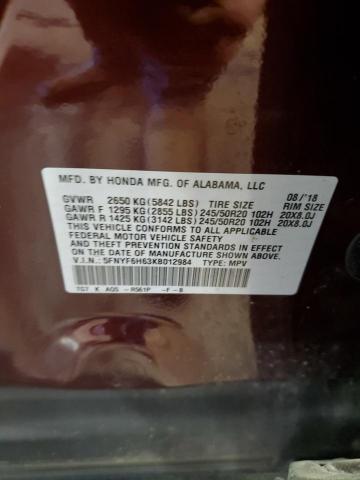 MFD. BY HONDA MFG. OF ALABAMA, LLC 08/'18
GVWR 2650 KG(5842 LBS) TIRE SIZE RIM SIZE
GAWR F 1295 KG(2855 LBS) 245/50R20 102H 20X8.0J
GAWR R 1425 KG(3142 LBS) 245/50R20 102H 20X8.0J
THIS VEHICLE CONFORMS TO ALL APPLICABLE
FEDERAL MOTOR VEHICLE SAFETY
AND THEFT PREVENTION STANDARDS IN EFFECT
ON THE DATE OF MANUFACTURE SHOWN ABOVE.
V.I.N.: 5FNYF6H63KB012984 TYPE: MPV
TG7 K A05 -R561P -F -B